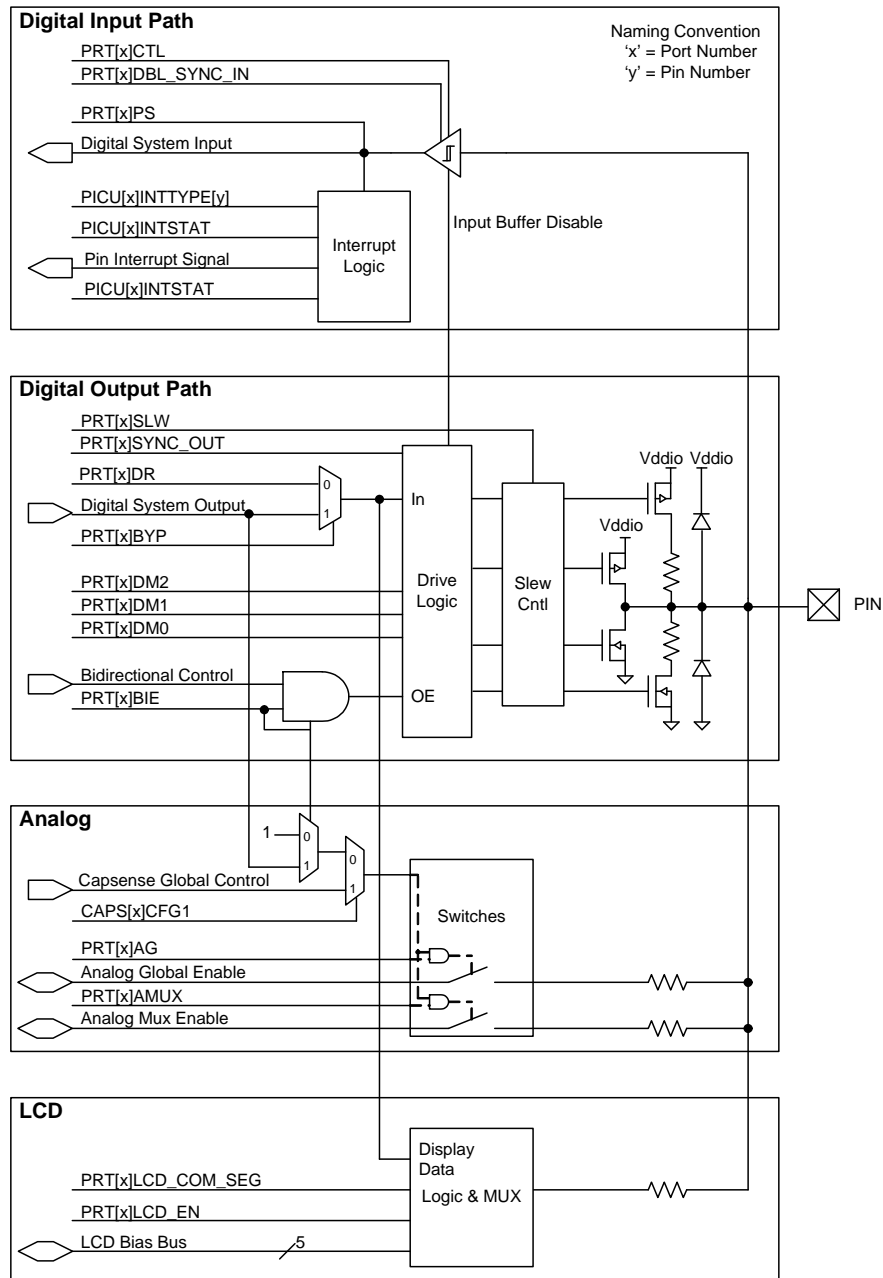 Digital Input Path
Naming Convention
'x' = Port Number
'y' = Pin Number
PRT[x]CTL
PRT[x]DBL_SYNC_IN
PRT[x]PS
Digital System Input
PICU[x]INTTYPE[y]
PICU[x]INTSTAT
Pin Interrupt Signal
PICU[x]INTSTAT
Interrupt
Logic
Input Buffer Disable
Digital Output Path
PRT[x]SLW
PRT[x]SYNC_OUT
PRT[x]DR
Digital System Output
PRT[x]BYP
0
1
PRT[x]DM2
PRT[x]DM1
PRT[x]DM0
Bidirectional Control
PRT[x]BIE
In
Drive
Logic
OE
Slew
Cntl
Vddio
Vddio
Vddio
PIN
Analog
1
0
1
0
1
Capsense Global Control
CAPS[x]CFG1
Switches
PRT[x]AG
Analog Global Enable
PRT[x]AMUX
Analog Mux Enable
LCD
Display
Data
Logic & MUX
PRT[x]LCD_COM_SEG
PRT[x]LCD_EN
LCD Bias Bus
5